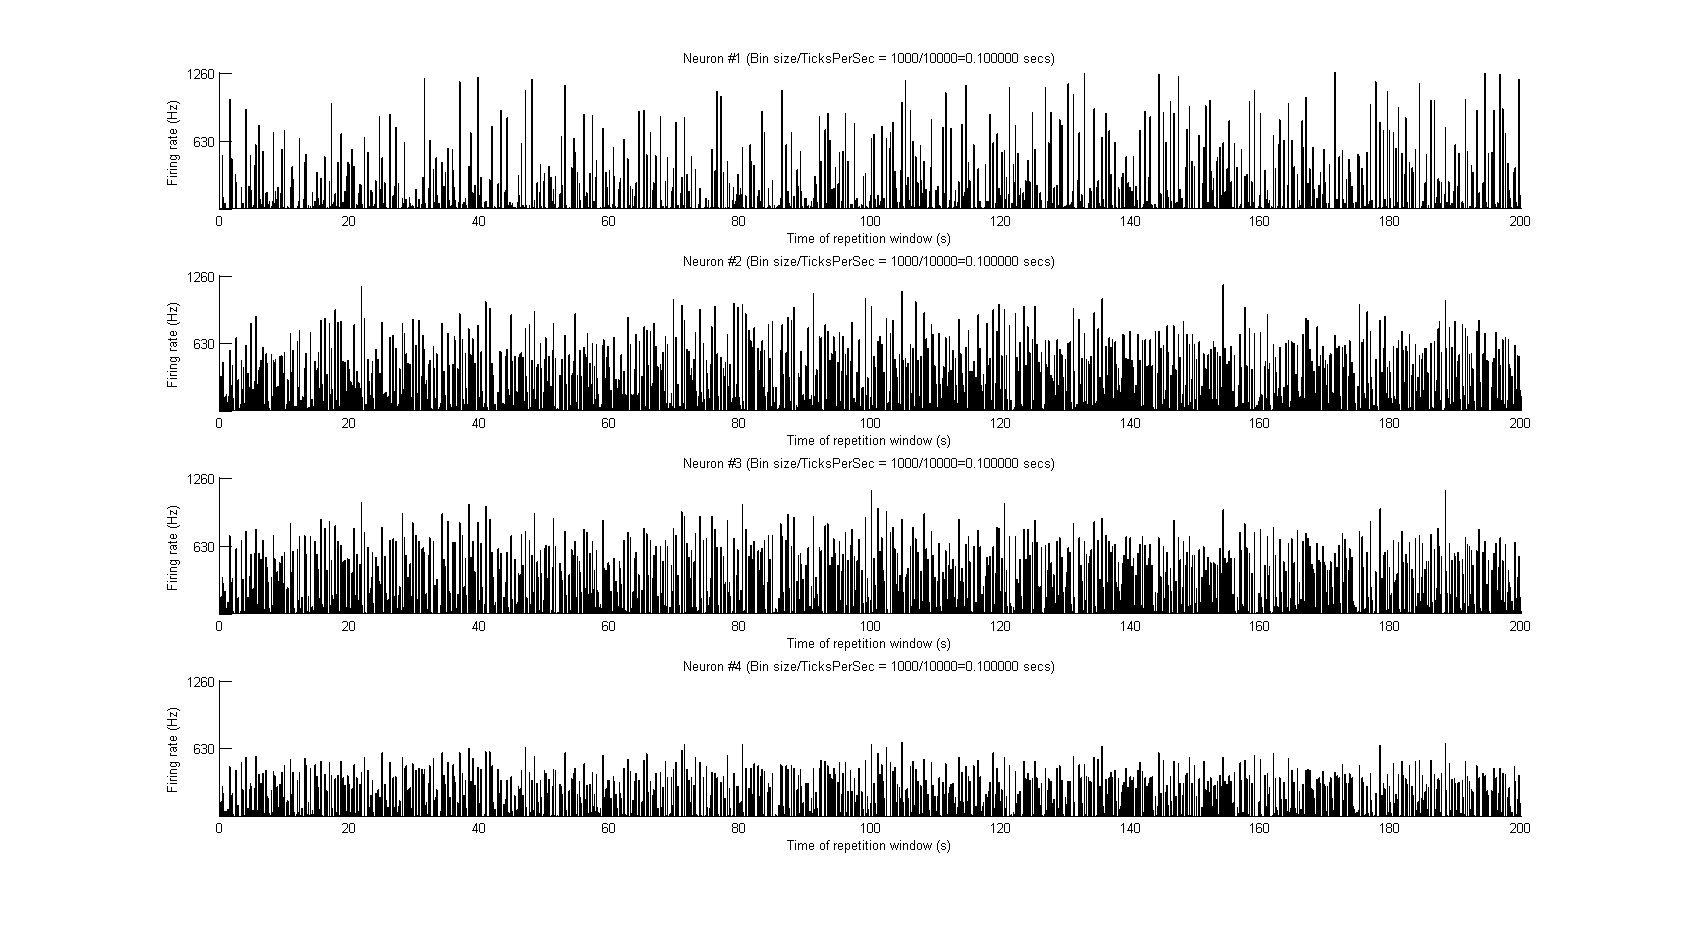 Neuron #1 (Bin size/TicksPerSec = 1000/10000=0.100000 secs)
1260
630
Firing rate (Hz)
0 20 40 60 80 100 120 140 160 180 200
Time of repetition window (s)
Neuron #2 (Bin size/TicksPerSec = 1000/10000=0.100000 secs)
1260
630
Firing rate (Hz)
0 20 40 60 80 100 120 140 160 180 200
Time of repetition window (s)
Neuron #3 (Bin size/TicksPerSec = 1000/10000=0.100000 secs)
1260
630
Firing rate (Hz)
0 20 40 60 80 100 120 140 160 180 200
Time of repetition window (s)
Neuron #4 (Bin size/TicksPerSec = 1000/10000=0.100000 secs)
1260
630
Firing rate (Hz)
0 20 40 60 80 100 120 140 160 180 200
Time of repetition window (s)